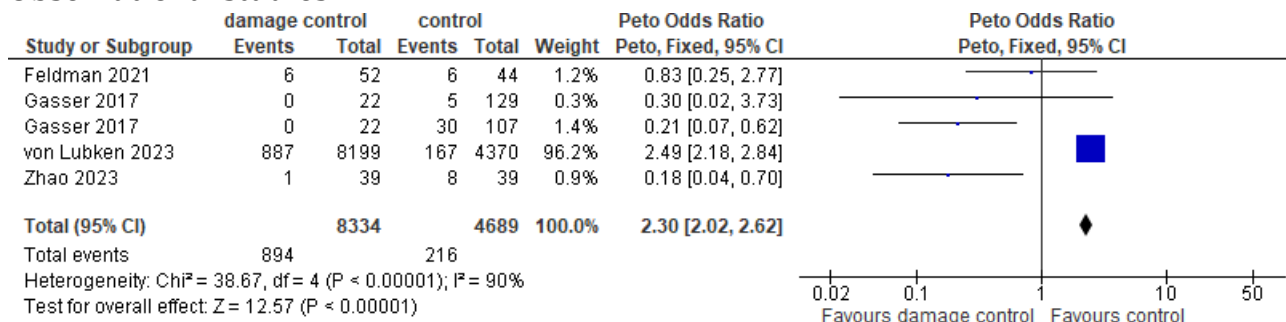 damage control control Peto Odds Ratio Peto Odds Ratio
Study or Subgroup Events Total Events Total Weight Peto, Fixed, 95% CI Peto, Fixed, 95% CI
Feldman 2021 6 52 6 44 1.2% 0.83 [0.25, 2.77]
Gasser 2017 0 22 5 129 0.3% 0.30 [0.02, 3.73]
Gasser 2017 0 22 30 107 1.4% 0.21 [0.07, 0.62]
von Lubken 2023 887 8199 167 4370 96.2% 2.49 [2.18, 2.84]
Zhao 2023 1 39 8 39 0.9% 0.18 [0.04, 0.70]
Total (95% CI) 8334 4689 100.0% 2.30 [2.02, 2.62]
Total events 894 216
Heterogeneity: Chi² = 38.67, df = 4 (P < 0.00001); I² = 90%
Test for overall effect: Z = 12.57 (P < 0.00001)
0.02 0.1 1 10 50
Favours damage control Favours control